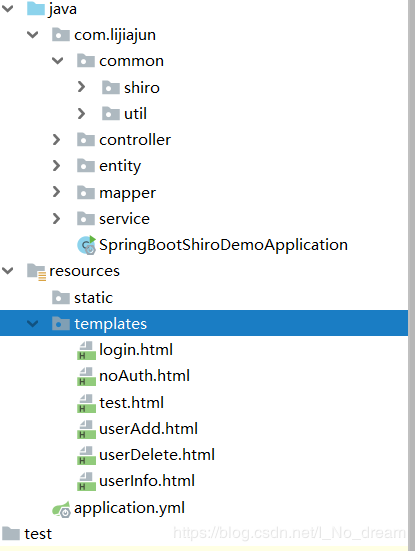 java
com.lijiajun
common
shiro
util
controller
entity
mapper
service
SpringBootShiroDemoApplication
resources
static
templates
login.html
noAuth.html
test.html
userAdd.html
userDelete.html
userInfo.html
application.yml
test
https://blog.csdn.net/I_No_dream